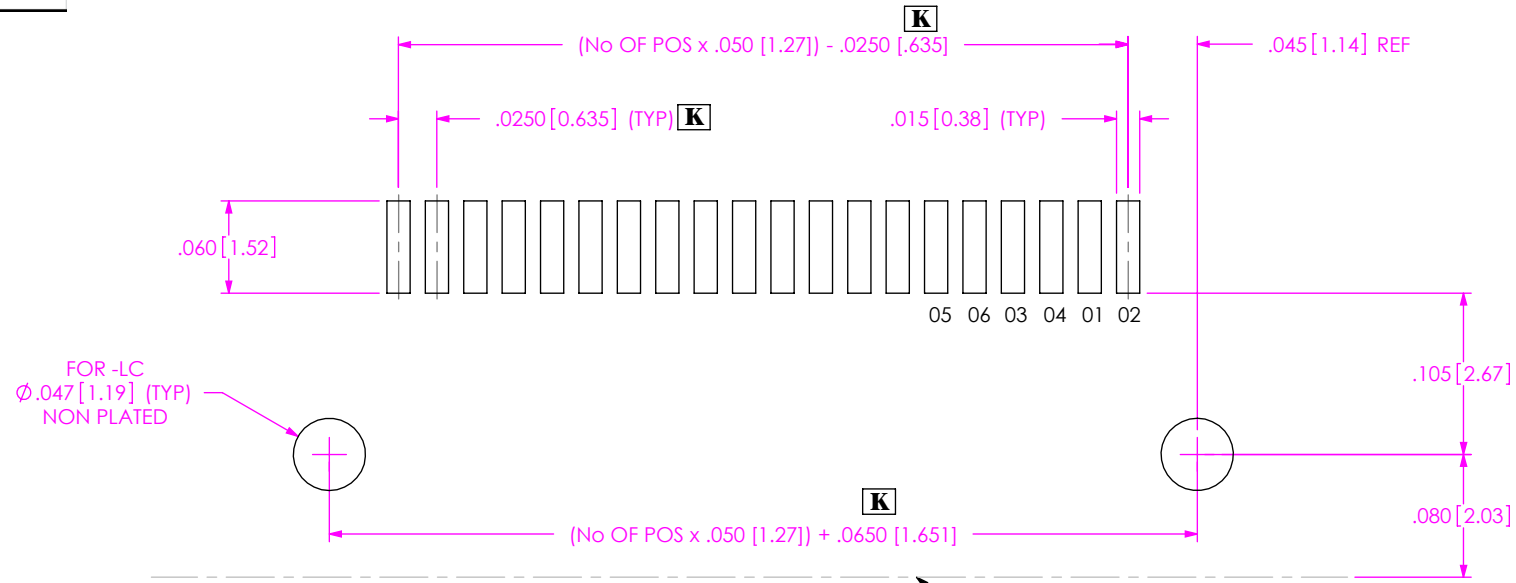 K
(No OF POS x .050 [1.27]) - .0250 [.635]
.045[1.14] REF
.0250[0.635] (TYP) K
.015[0.38] (TYP)
.060[1.52]
05 06 03 04 01 02
FOR -LC
Ø.047[1.19] (TYP)
NON PLATED
.105[2.67]
K
(No OF POS x .050 [1.27]) + .0650 [1.651]
.080[2.03]